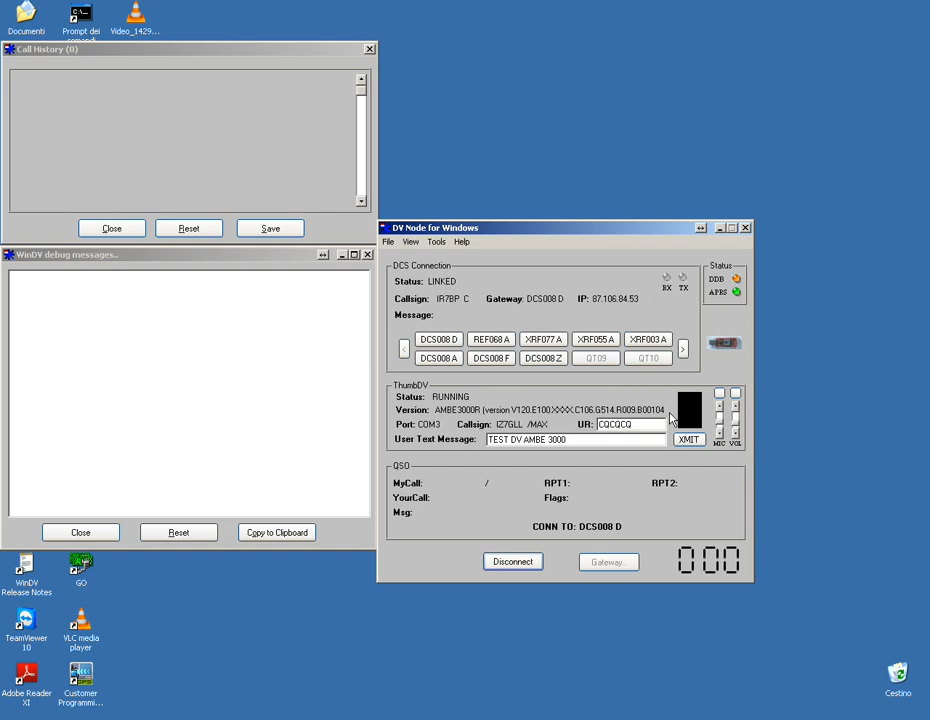 Documenti
Prompt dei
comandi
Video_1429...
Call History (0)
Close
Reset
Save
WinDV debug messages..
Close
Reset
Copy to Clipboard
WinDV
Release Notes
GO
TeamViewer
10
VLC media
player
Adobe Reader
XI
Customer
Programmi...
DV Node for Windows
File View Tools Help
DCS Connection
Status: LINKED
RX TX
Callsign: IR7BP C Gateway: DCS008 D IP: 87.106.84.53
Message:
DCS008 D REF068 A XRF077 A XRF055 A XRF003 A
< >
DCS008 A DCS008 F DCS008 Z QT09 QT10
Status
DDB
APRS
ThumbDV
Status: RUNNING
Version: AMBE3000R (version V120.E100.XXXX.C106.G514.R009.B00104
Port: COM3 Callsign: IZ7GLL /MAX UR: CQCQCQ
User Text Message: TEST DV AMBE 3000 XMIT
MIC VOL
QSO
MyCall: / RPT1: RPT2:
YourCall: Flags:
Msg:
CONN TO: DCS008 D
Disconnect
Gateway..
000
Cestino